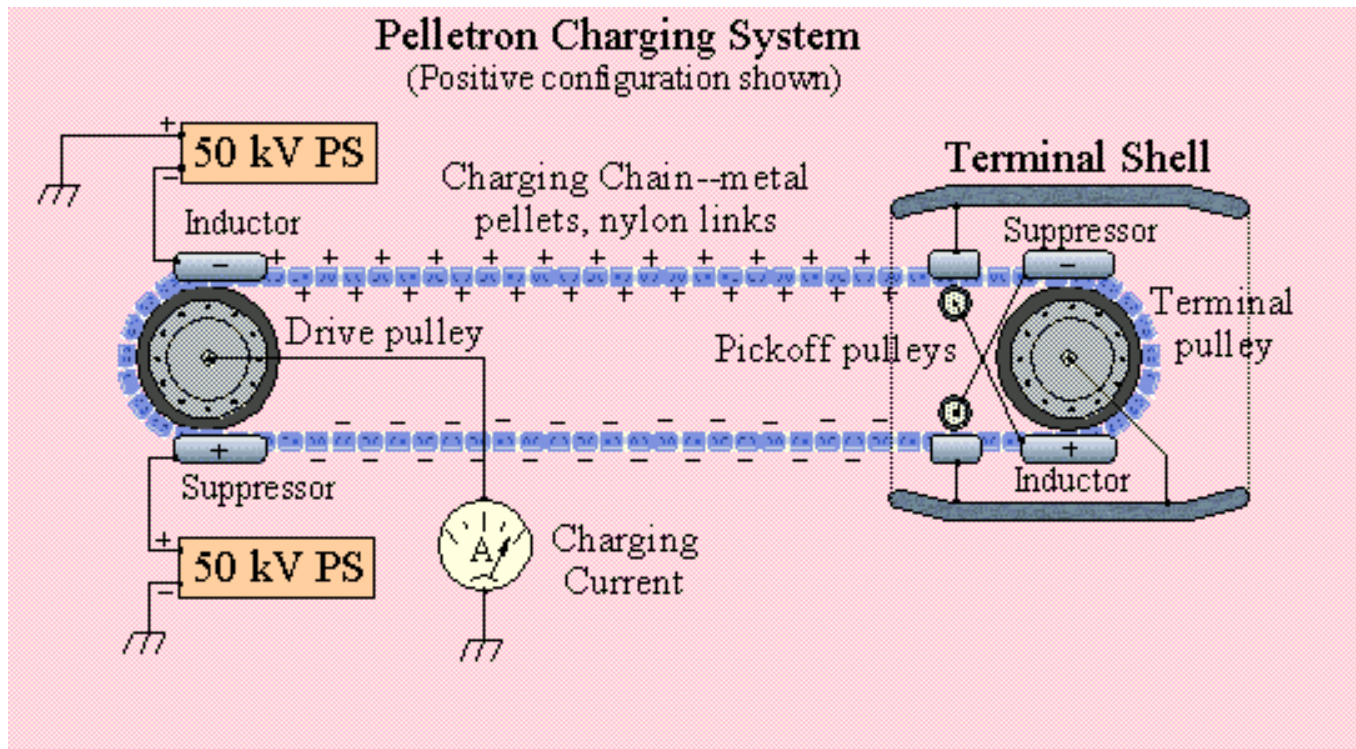 Pelletron Charging System
(Positive configuration shown)
+
50 kV PS
−
Terminal Shell
Charging Chain--metal
pellets, nylon links
Inductor
Suppressor
−
+ + + + + + + + + + + +
−
+ + + + + + + + + + + +
Drive pulley
Pickoff pulleys
Terminal
pulley
− − − − − − − − − − −
+
− − − − − − − − − − − −
+
Suppressor
Inductor
+
50 kV PS
−
A
Charging
Current